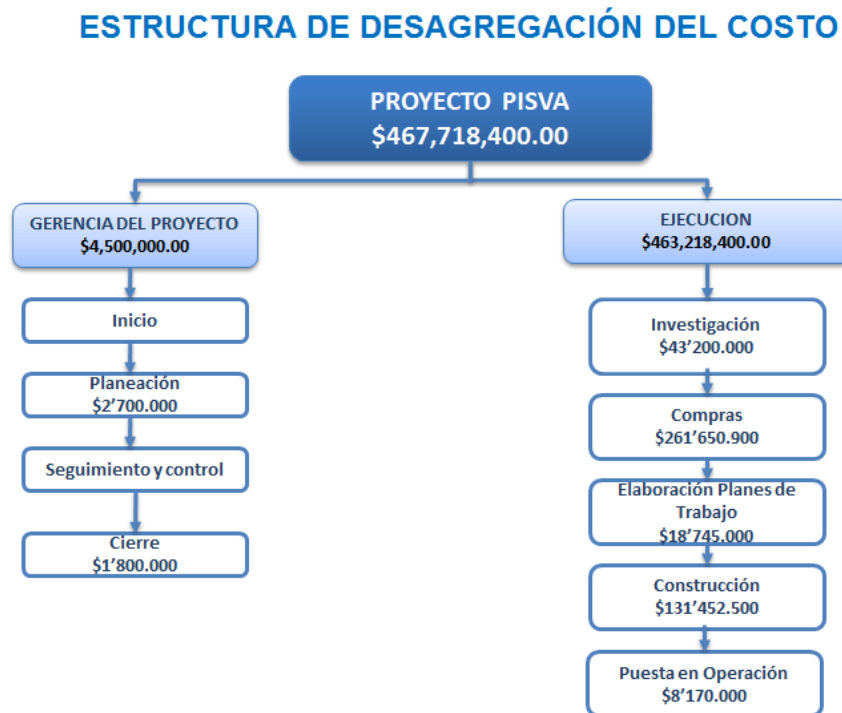 ESTRUCTURA DE DESAGREGACIÓN DEL COSTO
PROYECTO PISVA
$467,718,400.00
GERENCIA DEL PROYECTO
$4,500,000.00
Inicio
Planeación
$2'700.000
Seguimiento y control
Cierre
$1'800.000
EJECUCION
$463,218,400.00
Investigación
$43'200.000
Compras
$261'650.900
Elaboración Planes de
Trabajo
$18'745.000
Construcción
$131'452.500
Puesta en Operación
$8'170.000